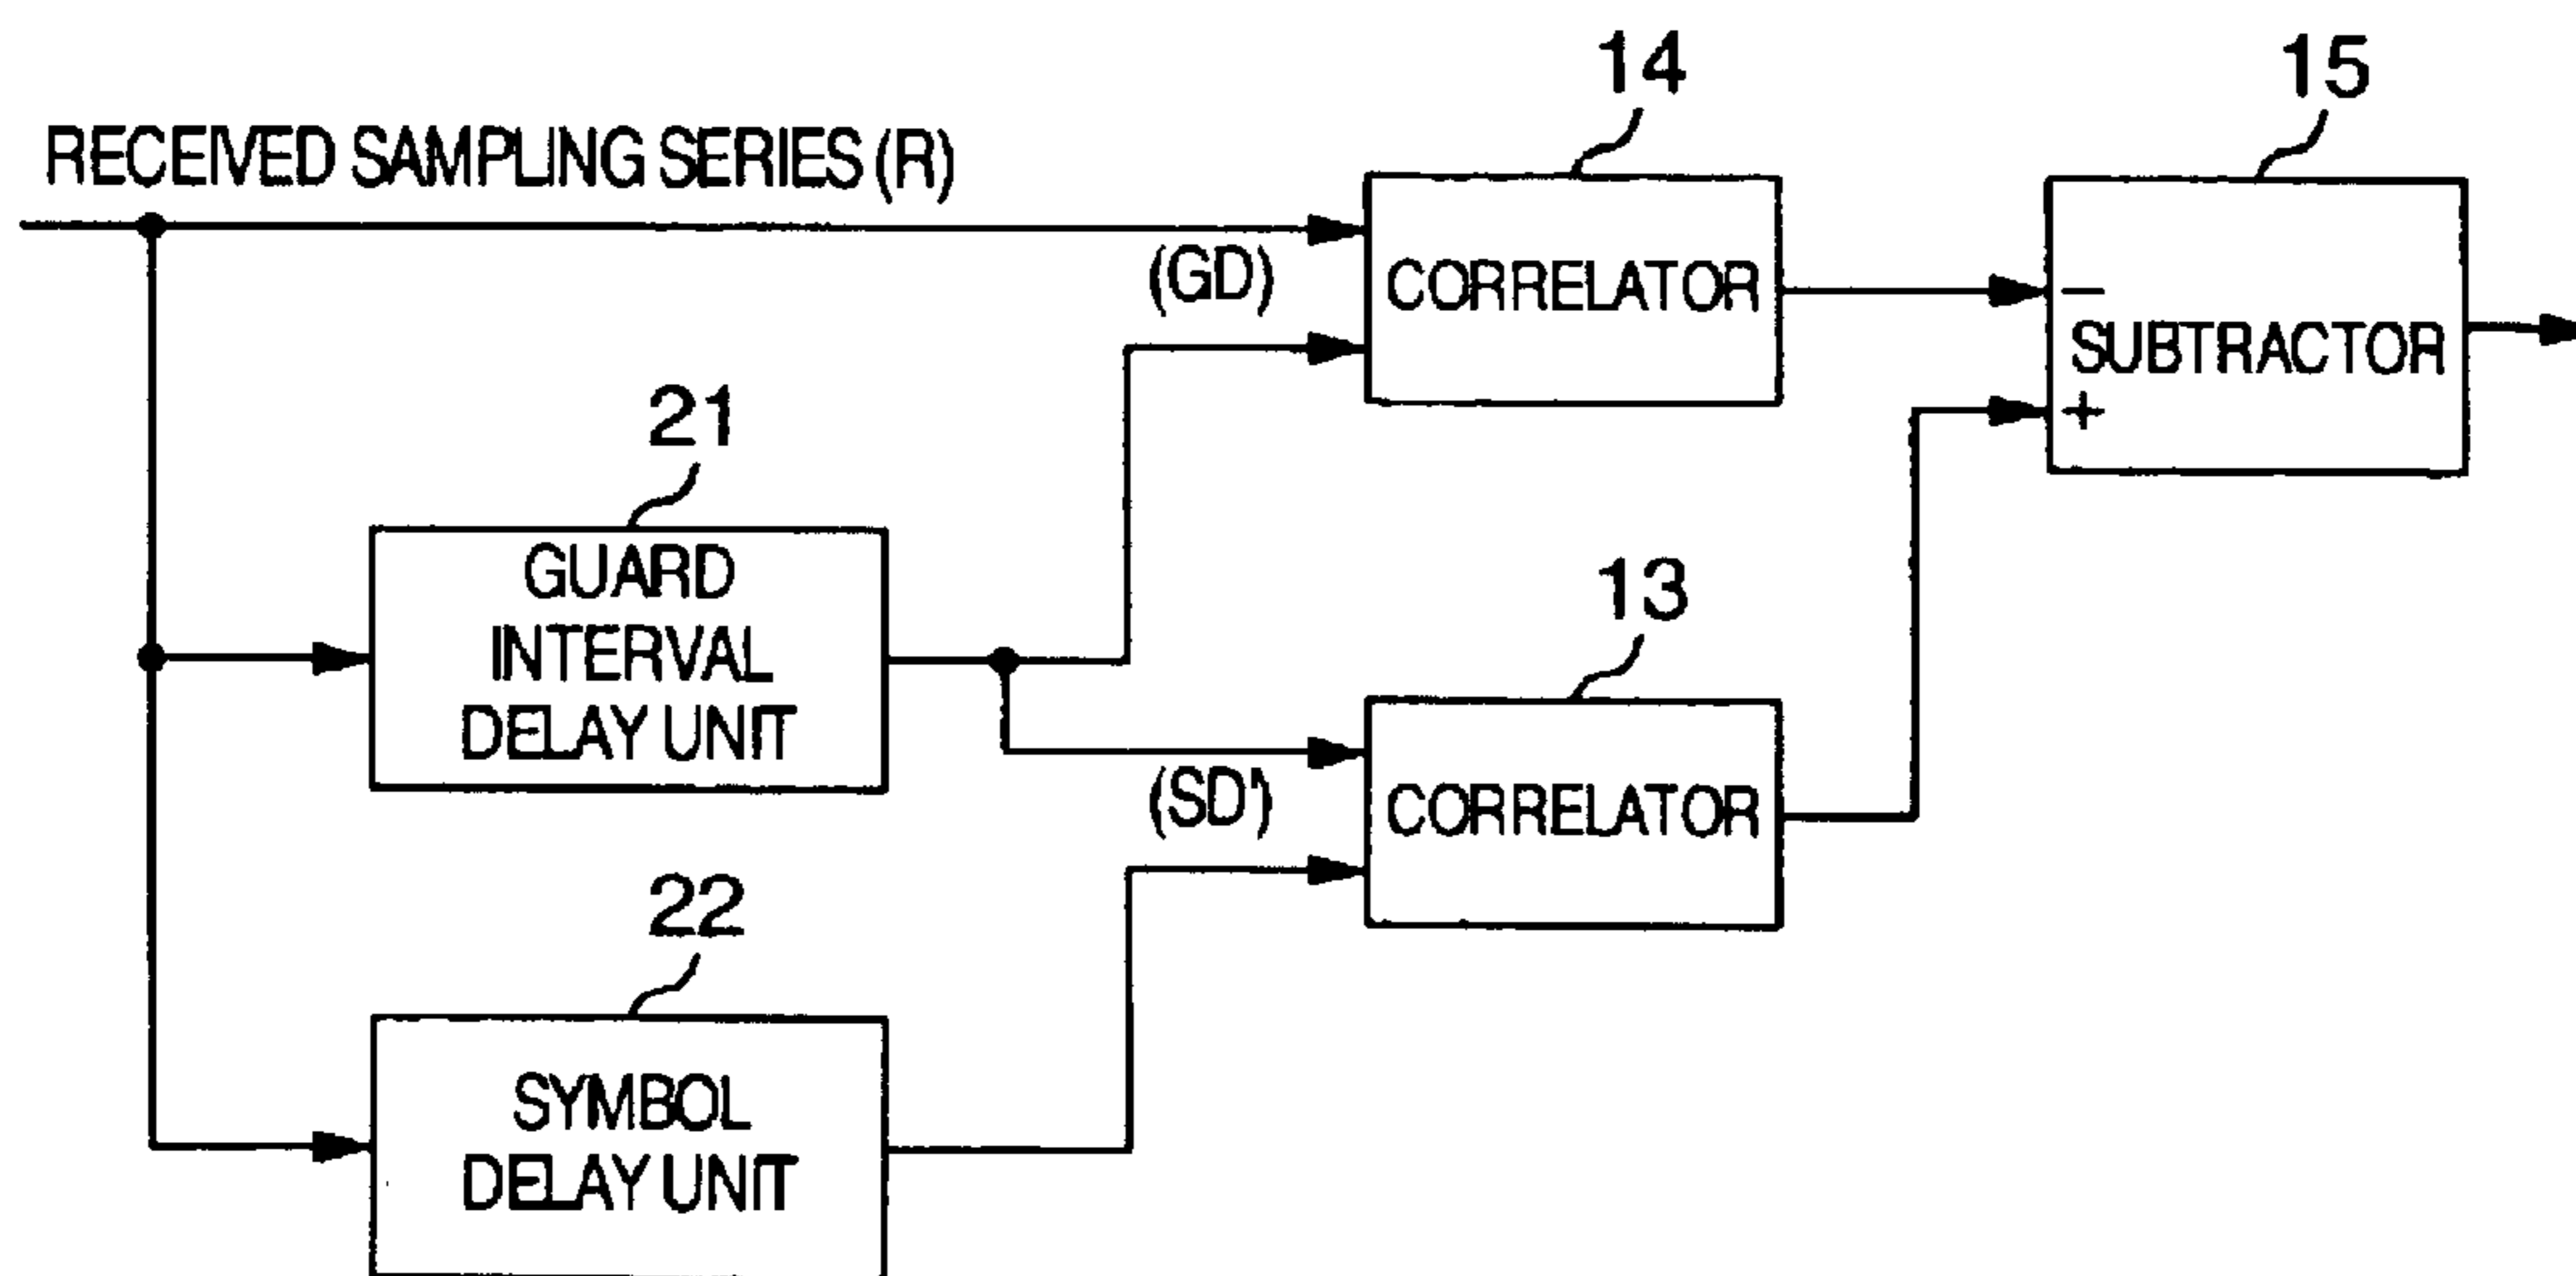 14
15
RECEIVED SAMPLING SERIES (R)
(GD)
CORRELATOR
−
SUBTRACTOR
+
21
GUARD
INTERVAL
DELAY UNIT
13
(SD')
CORRELATOR
22
SYMBOL
DELAY UNIT